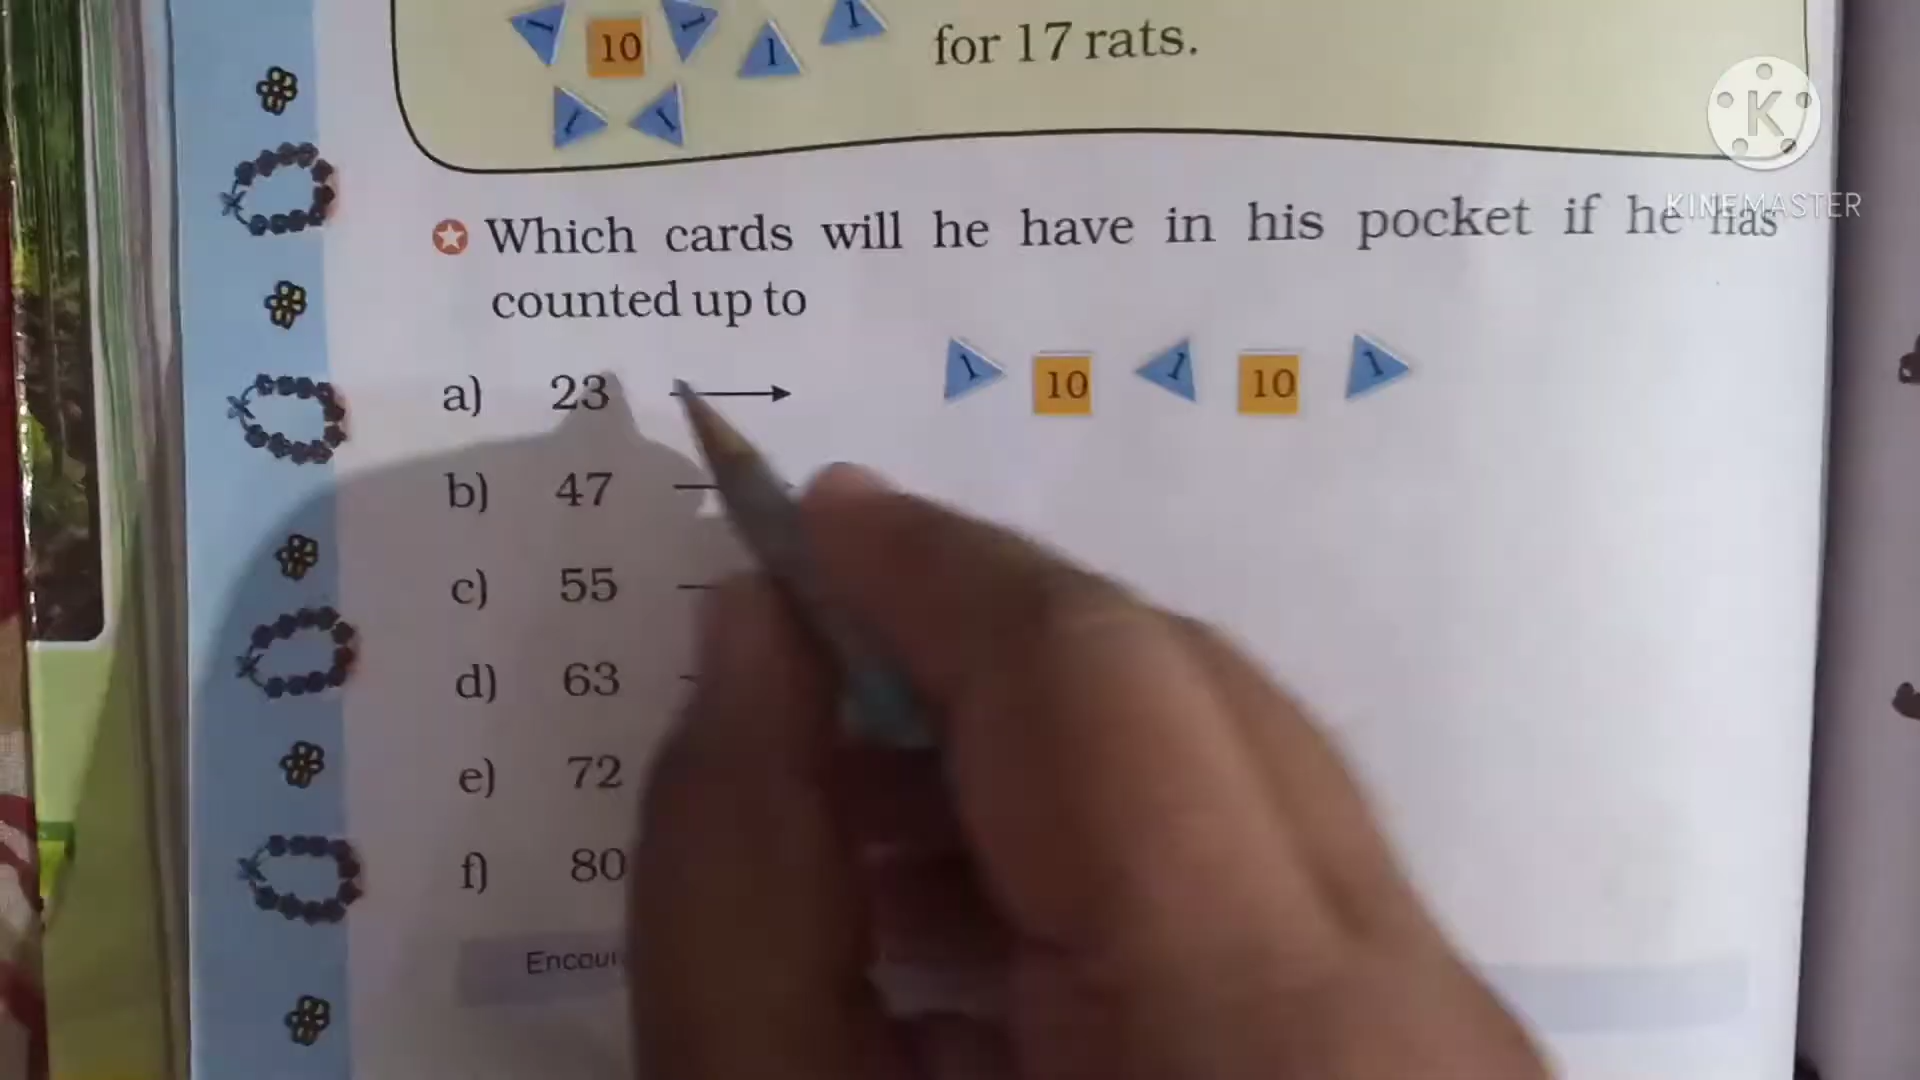 1 10 1 1 1
for 17 rats.
1 1
KINEMASTER
Which cards will he have in his pocket if he has
counted up to
a) 23 1 10 1 10 1
b) 47
c) 55
d) 63
e) 72
f) 80